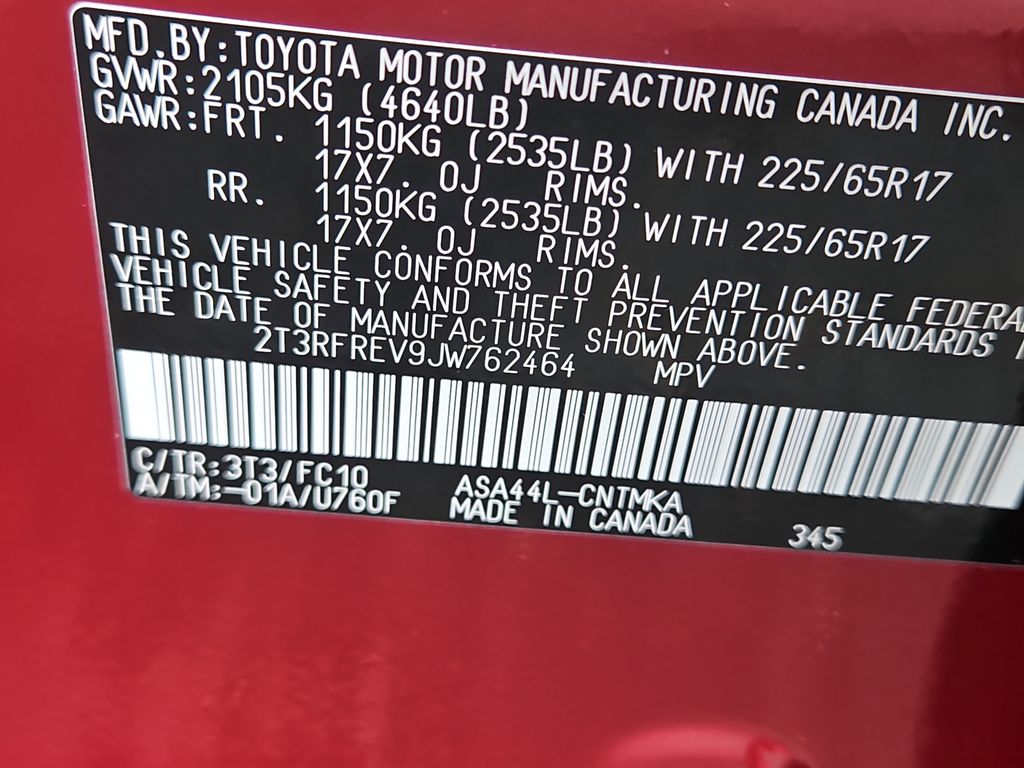 MFD.BY:TOYOTA MOTOR MANUFACTURING CANADA INC.
GVWR:2105KG (4640LB)
GAWR:FRT. 1150KG (2535LB) WITH 225/65R17
17X7.0J RIMS.
RR. 1150KG (2535LB) WITH 225/65R17
17X7.0J RIMS.
THIS VEHICLE CONFORMS TO ALL APPLICABLE FEDERA
VEHICLE SAFETY AND THEFT PREVENTION STANDARDS
THE DATE OF MANUFACTURE SHOWN ABOVE.
2T3RFREV9JW762464 MPV
C/TR:3T3/FC10
A/TM:-01A/U760F
ASA44L-CNTMKA
MADE IN CANADA
345